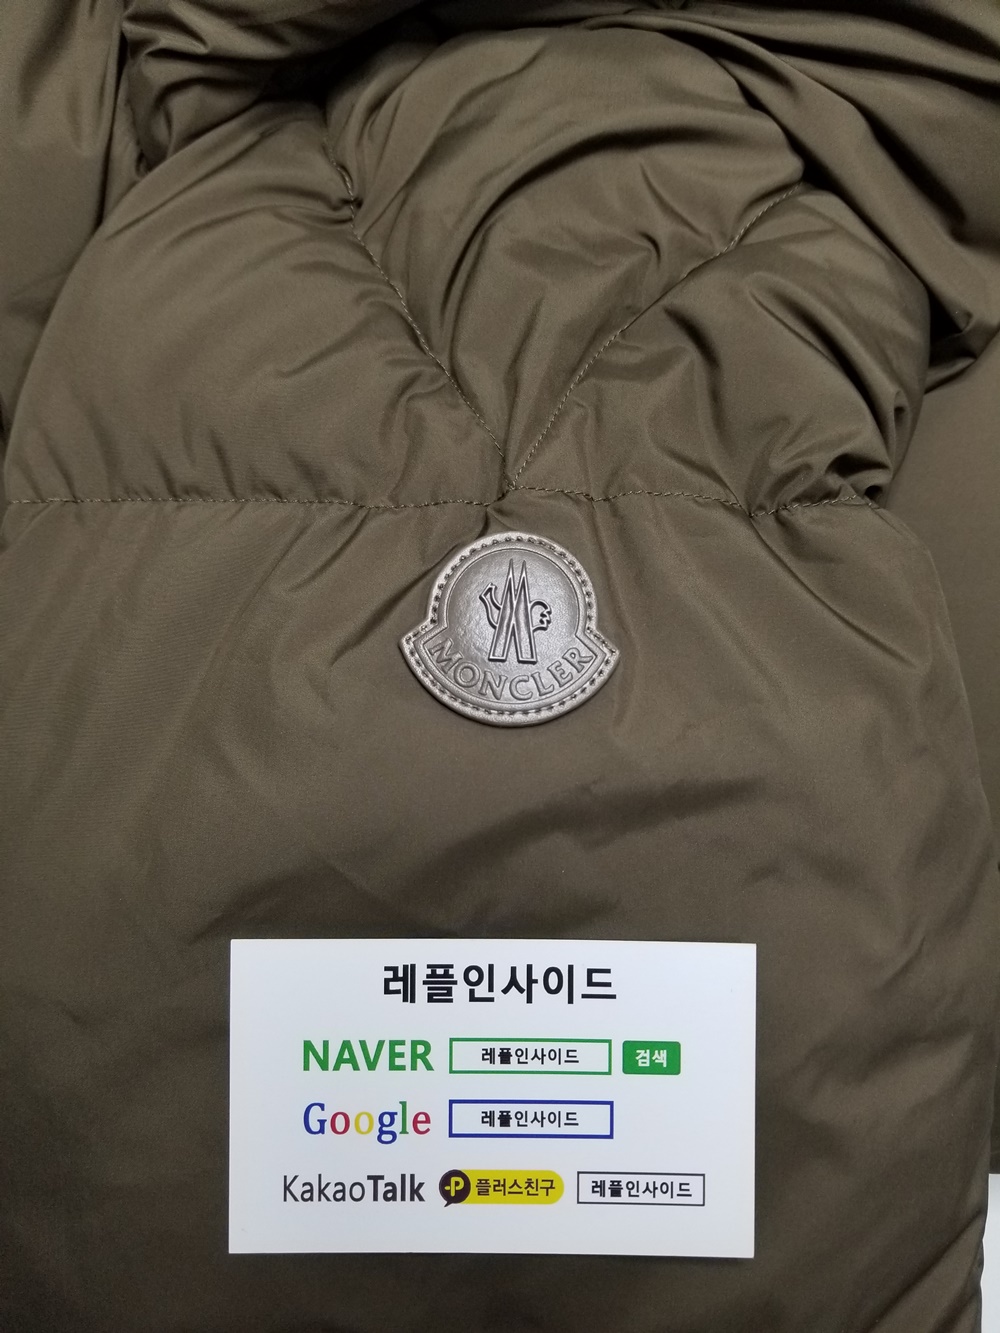 MONCLER
레플인사이드
NAVER 레플인사이드 검색
Google 레플인사이드
KakaoTalk P 플러스친구 레플인사이드